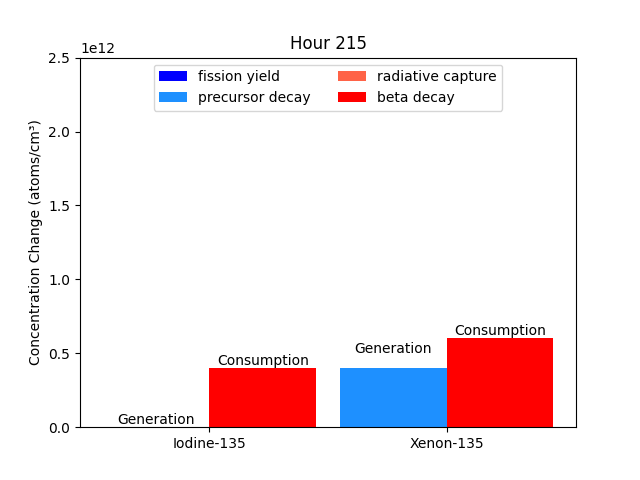 Hour 215
1e12
2.5
2.0
1.5
1.0
0.5
0.0
Concentration Change (atoms/cm³)
fission yield
precursor decay
radiative capture
beta decay
Generation
Consumption
Generation
Consumption
Iodine-135
Xenon-135